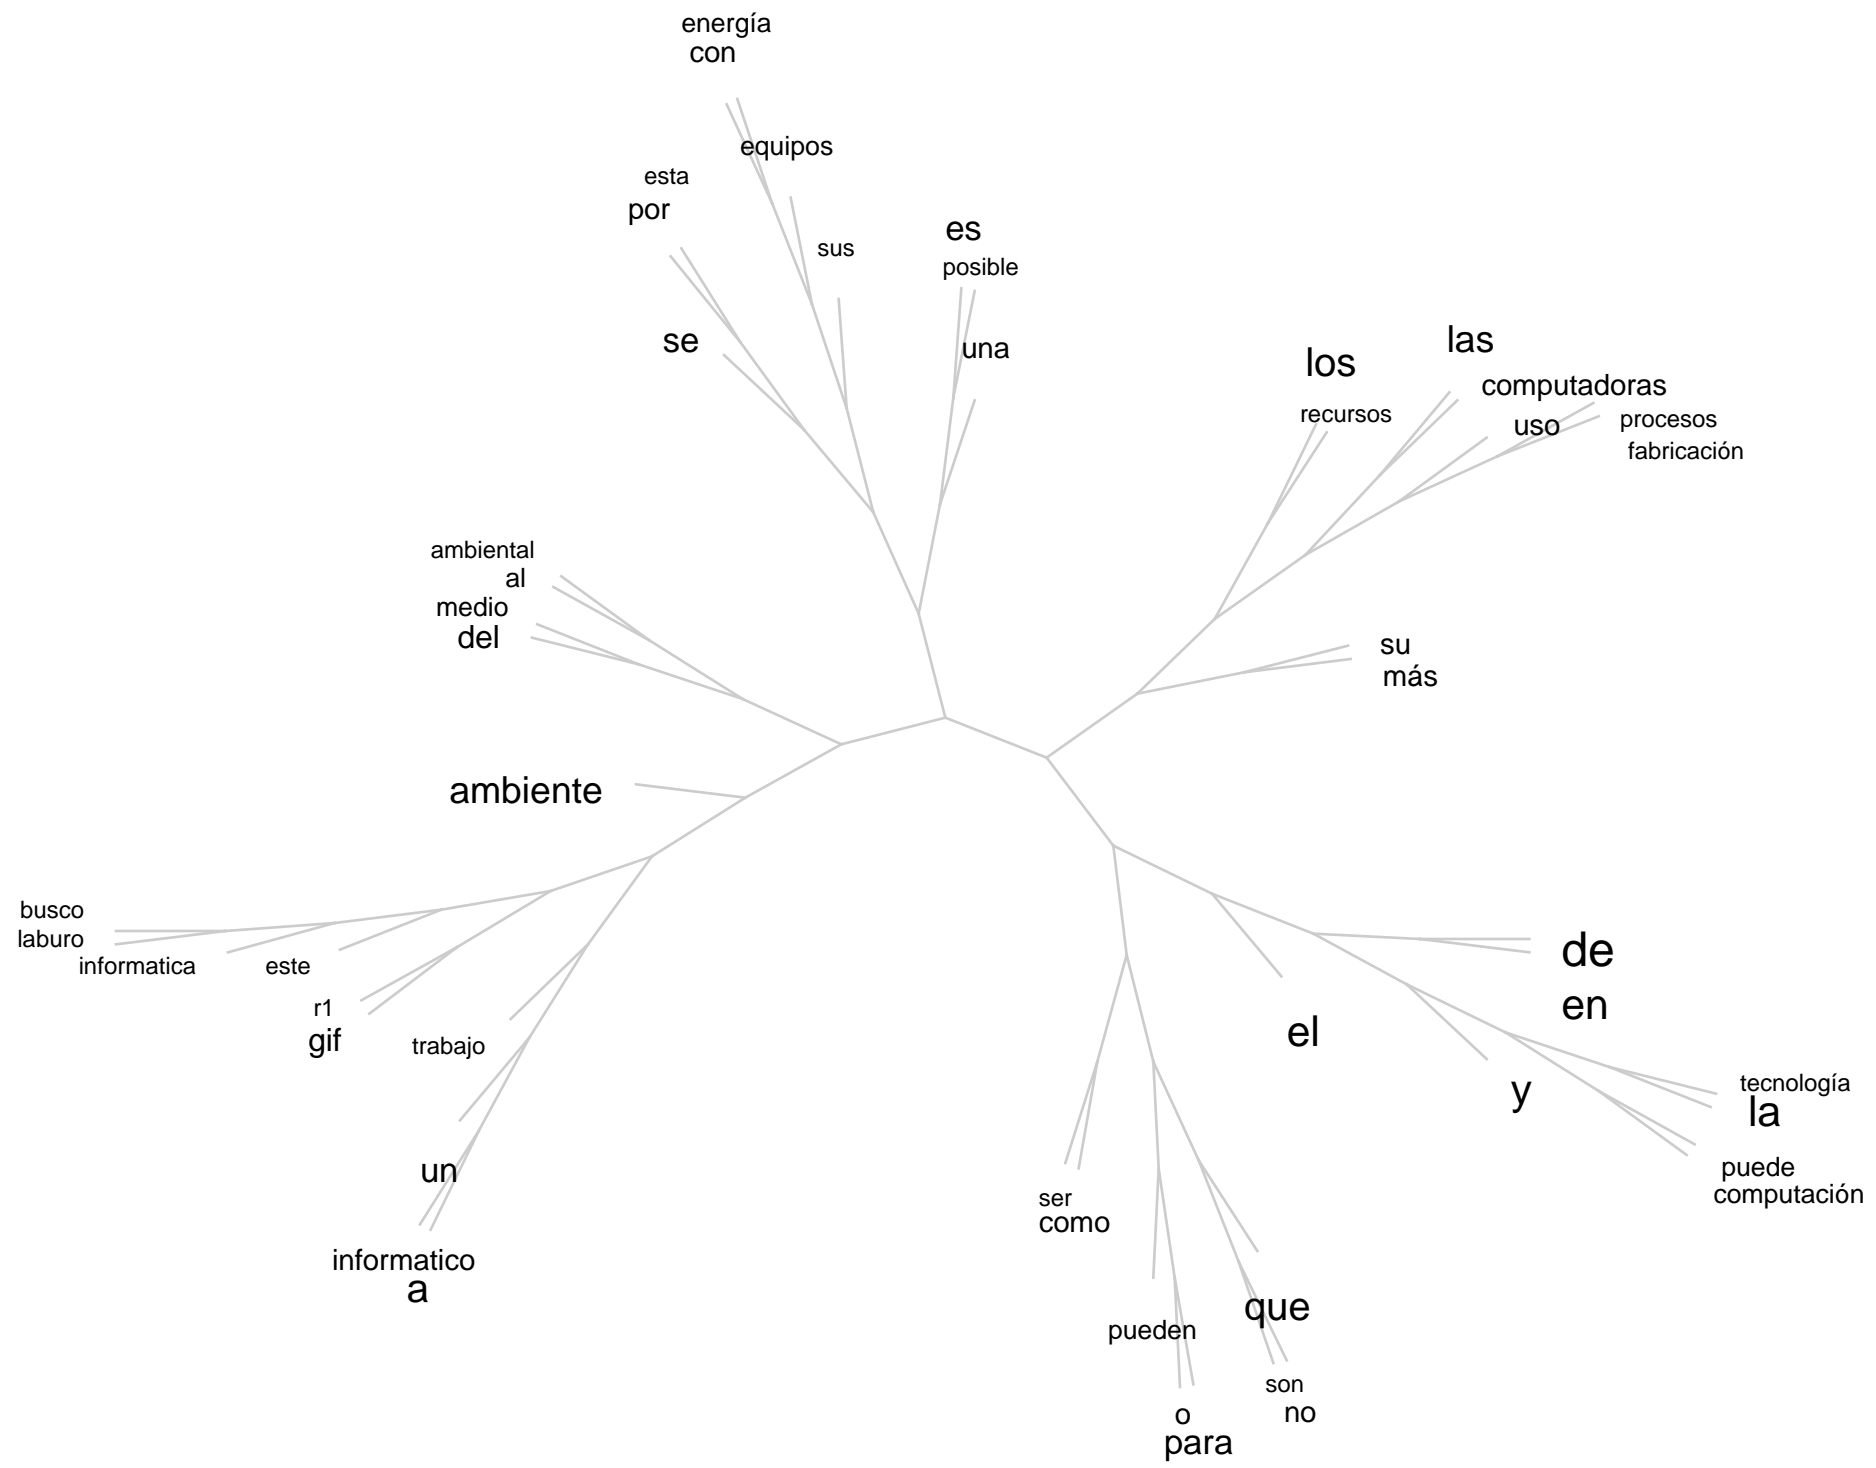 energía
con
equipos
esta
por
sus
es
posible
se
una
los
recursos
las
computadoras
uso
procesos
fabricación
ambiental
al
medio
del
su
más
ambiente
busco
laburo
informatica
este
r1
gif
trabajo
un
informatico
a
de
en
el
y
tecnología
la
puede
computación
ser
como
pueden
que
son
no
o
para